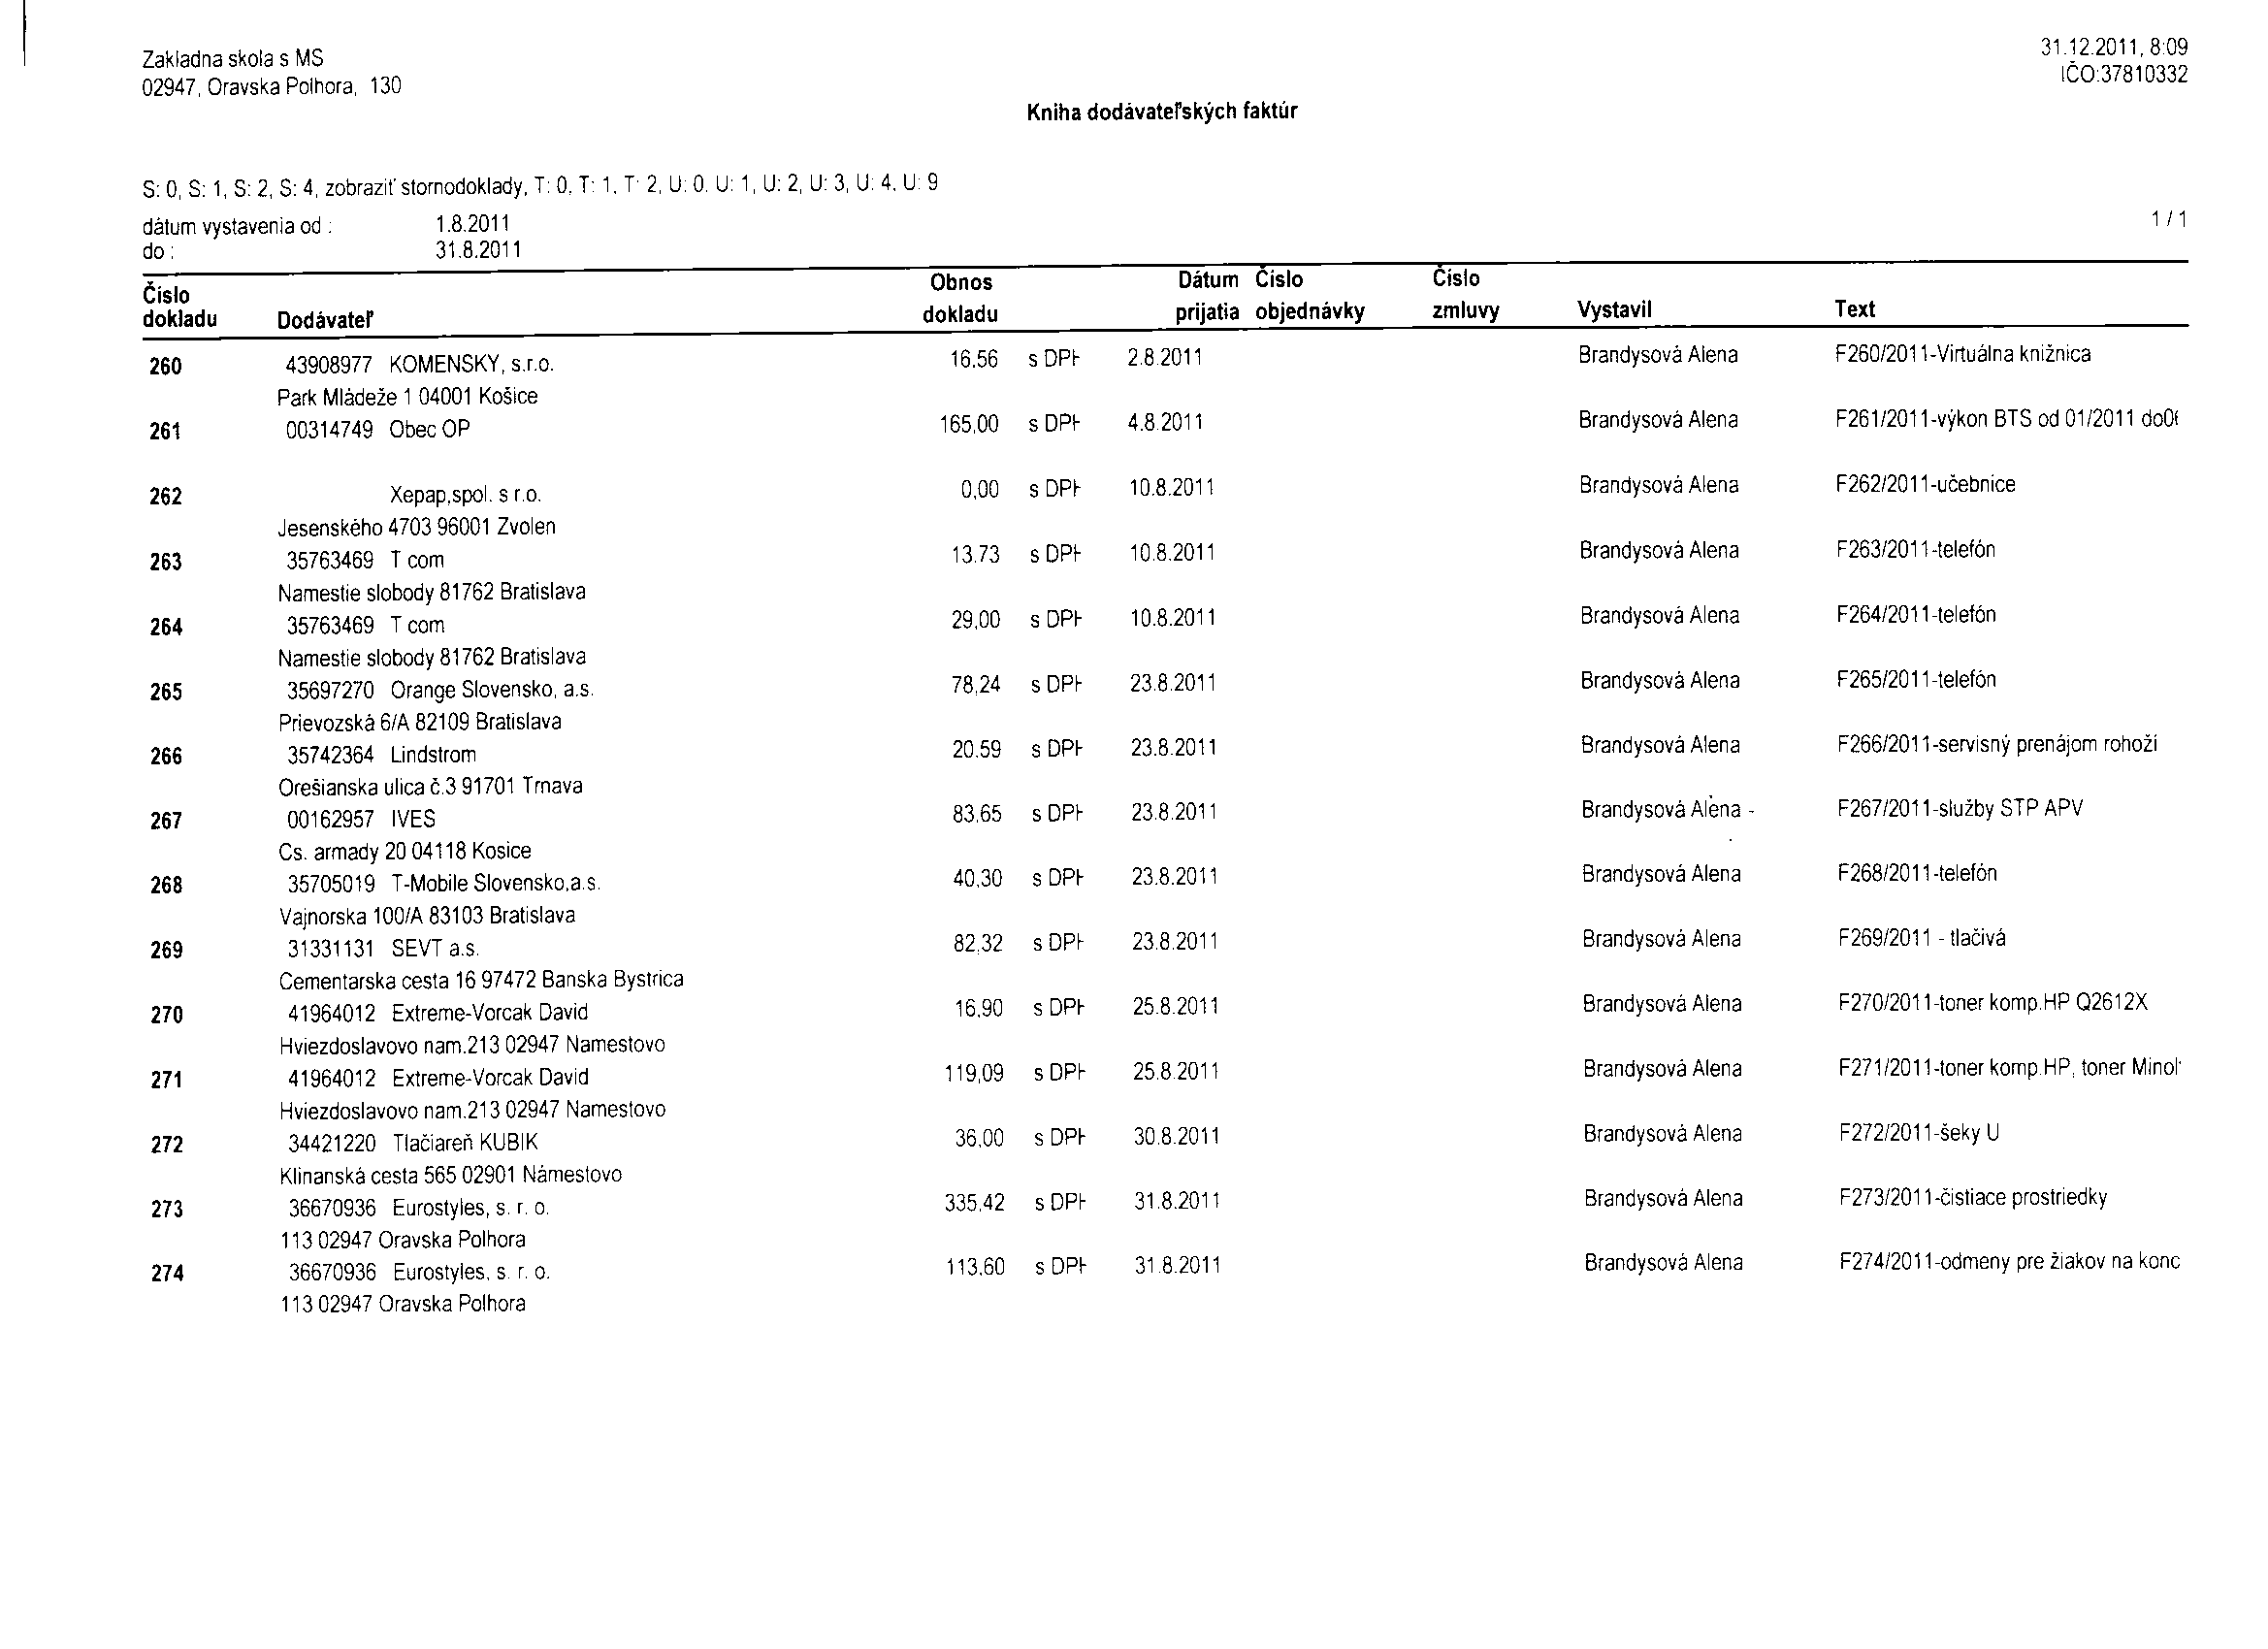 Zakladna skola s MS
02947, Oravska Polhora, 130
31.12.2011, 8:09
IČO:37810332
Kniha dodávateľských faktúr
S: 0, S: 1, S: 2, S: 4, zobraziť stornodoklady, T: 0, T: 1, T: 2, U: 0, U: 1, U: 2, U: 3, U: 4, U: 9
dátum vystavenia od : 1.8.2011
do : 31.8.2011
1 / 1
Číslo dokladu Dodávateľ Obnos dokladu Dátum prijatia Číslo objednávky Číslo zmluvy Vystavil Text
260 43908977 KOMENSKY, s.r.o. 16,56 s DPH 2.8.2011 Brandysová Alena F260/2011-Virtuálna knižnica
Park Mládeže 1 04001 Košice
261 00314749 Obec OP 165,00 s DPH 4.8.2011 Brandysová Alena F261/2011-výkon BTS od 01/2011 do
262 Xepap,spol. s r.o. 0,00 s DPH 10.8.2011 Brandysová Alena F262/2011-učebnice
Jesenského 4703 96001 Zvolen
263 35763469 T com 13,73 s DPH 10.8.2011 Brandysová Alena F263/2011-telefón
Namestie slobody 81762 Bratislava
264 35763469 T com 29,00 s DPH 10.8.2011 Brandysová Alena F264/2011-telefón
Namestie slobody 81762 Bratislava
265 35697270 Orange Slovensko, a.s. 78,24 s DPH 23.8.2011 Brandysová Alena F265/2011-telefón
Prievozská 6/A 82109 Bratislava
266 35742364 Lindstrom 20,59 s DPH 23.8.2011 Brandysová Alena F266/2011-servisný prenájom rohoží
Orešianska ulica č.3 91701 Trnava
267 00162957 IVES 83,65 s DPH 23.8.2011 Brandysová Alena - F267/2011-služby STP APV
Cs. armady 20 04118 Kosice
268 35705019 T-Mobile Slovensko,a.s. 40,30 s DPH 23.8.2011 Brandysová Alena F268/2011-telefón
Vajnorska 100/A 83103 Bratislava
269 31331131 SEVT a.s. 82,32 s DPH 23.8.2011 Brandysová Alena F269/2011 - tlačivá
Cementarska cesta 16 97472 Banska Bystrica
270 41964012 Extreme-Vorcak David 16,90 s DPH 25.8.2011 Brandysová Alena F270/2011-toner komp.HP Q2612X
Hviezdoslavovo nam.213 02947 Namestovo
271 41964012 Extreme-Vorcak David 119,09 s DPH 25.8.2011 Brandysová Alena F271/2011-toner komp.HP, toner Minol
Hviezdoslavovo nam.213 02947 Namestovo
272 34421220 Tlačiareň KUBIK 36,00 s DPH 30.8.2011 Brandysová Alena F272/2011-šeky U
Klinanská cesta 565 02901 Námestovo
273 36670936 Eurostyles, s. r. o. 335,42 s DPH 31.8.2011 Brandysová Alena F273/2011-čistiace prostriedky
113 02947 Oravska Polhora
274 36670936 Eurostyles, s. r. o. 113,60 s DPH 31.8.2011 Brandysová Alena F274/2011-odmeny pre žiakov na konc
113 02947 Oravska Polhora